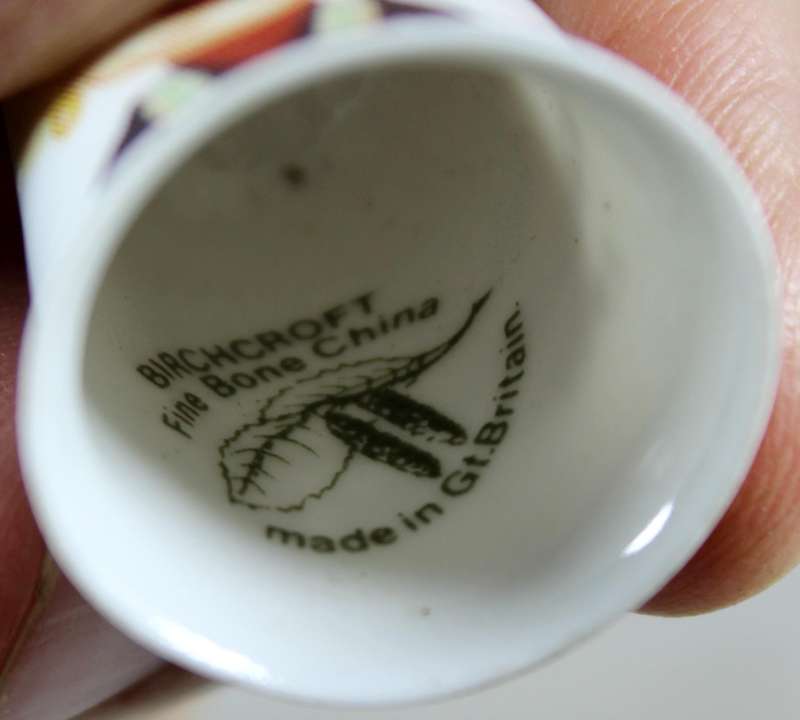 BIRCHCROFT
Fine Bone China
made in Gt.Britain.